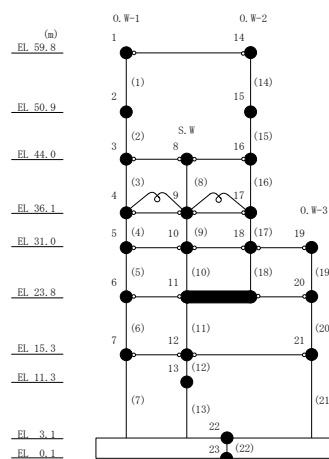 O.W-1 O.W-2
(m)
1 14
EL 59.8
(1) (14)
2 15
EL 50.9
(2) S.W (15)
3 8 16
EL 44.0
(3) (8) (16)
4 9 17
EL 36.1
O.W-3
5 (4) 10 (9) 18 (17) 19
EL 31.0
(5) (10) (18) (19)
6 11 20
EL 23.8
(6) (11) (20)
7 12 21
EL 15.3
13 (12)
EL 11.3
(7) (13) (21)
22
EL 3.1
23 (22)
EL 0.1